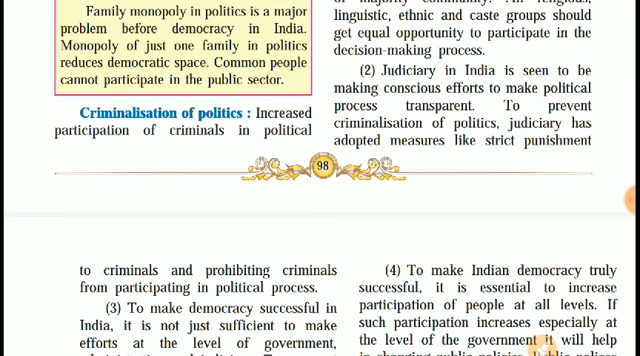 Family monopoly in politics is a major
problem before democracy in India.
Monopoly of just one family in politics
reduces democratic space. Common people
cannot participate in the public sector.
Criminalisation of politics : Increased
participation of criminals in political
linguistic, ethnic and caste groups should
get equal opportunity to participate in the
decision-making process.
(2) Judiciary in India is seen to be
making conscious efforts to make political
process transparent. To prevent
criminalisation of politics, judiciary has
adopted measures like strict punishment
98
to criminals and prohibiting criminals
from participating in political process.
(3) To make democracy successful in
India, it is not just sufficient to make
efforts at the level of government,
(4) To make Indian democracy truly
successful, it is essential to increase
participation of people at all levels. If
such participation increases especially at
the level of the government it will help